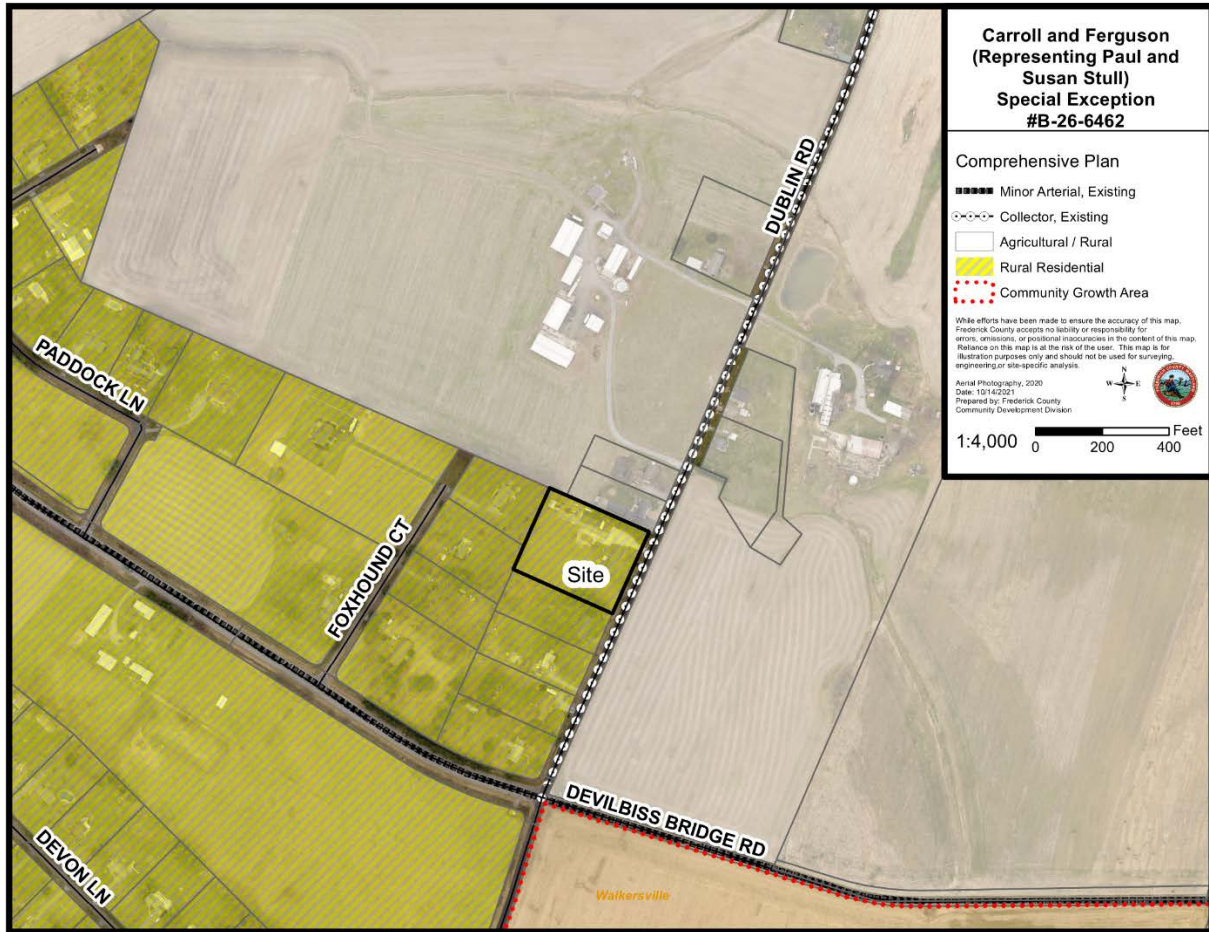 Carroll and Ferguson
(Representing Paul and
Susan Stull)
Special Exception
#B-26-6462
Comprehensive Plan
Minor Arterial, Existing
Collector, Existing
Agricultural / Rural
Rural Residential
Community Growth Area
While efforts have been made to ensure the accuracy of this map,
Frederick County accepts no liability or responsibility for
errors, omissions, or positional inaccuracies in the content of this map.
Reliance on this map is at the risk of the user. This map is for
illustration purposes only and should not be used for surveying,
engineering,or site-specific analysis.
Aerial Photography, 2020
Date: 10/14/2021
Prepared by: Frederick County
Community Development Division
N
W E
S
1:4,000
Feet
0 200 400
DUBLIN RD
PADDOCK LN
FOXHOUND CT
Site
DEVILBISS BRIDGE RD
DEVON LN
Walkersville